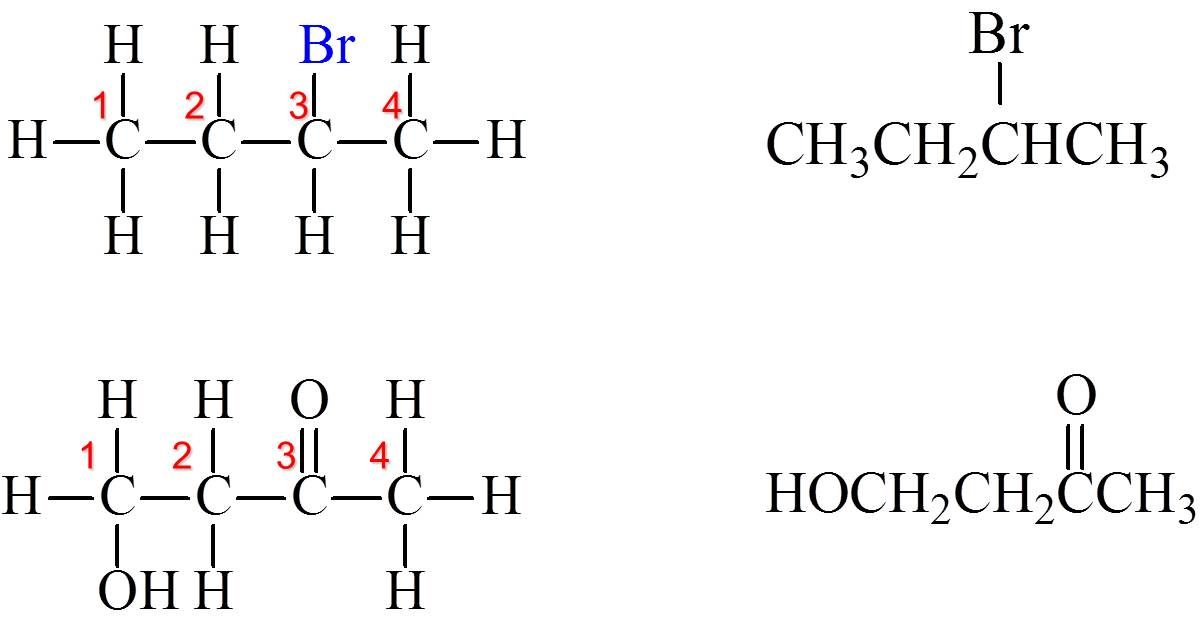 H H Br H Br
1 2 3 4
H C C C C H CH₃CH₂CHCH₃
H H H H
H H O H O
1 2 3 4
H C C C C H HOCH₂CH₂CCH₃
OH H H